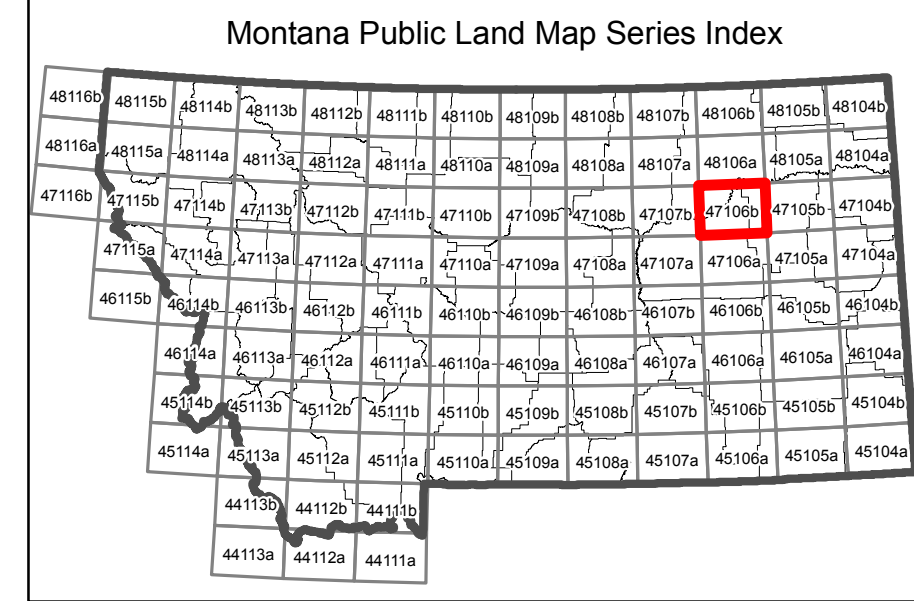 Montana Public Land Map Series Index
48116b 48115b 48114b 48113b 48112b 48111b 48110b 48109b 48108b 48107b 48106b 48105b 48104b
48116a 48115a 48114a 48113a 48112a 48111a 48110a 48109a 48108a 48107a 48106a 48105a 48104a
47116b 47115b 47114b 47113b 47112b 47111b 47110b 47109b 47108b 47107b 47106b 47105b 47104b
47115a 47114a 47113a 47112a 47111a 47110a 47109a 47108a 47107a 47106a 47105a 47104a
46115b 46114b 46113b 46112b 46111b 46110b 46109b 46108b 46107b 46106b 46105b 46104b
46114a 46113a 46112a 46111a 46110a 46109a 46108a 46107a 46106a 46105a 46104a
45114b 45113b 45112b 45111b 45110b 45109b 45108b 45107b 45106b 45105b 45104b
45114a 45113a 45112a 45111a 45110a 45109a 45108a 45107a 45106a 45105a 45104a
44113b 44112b 44111b
44113a 44112a 44111a